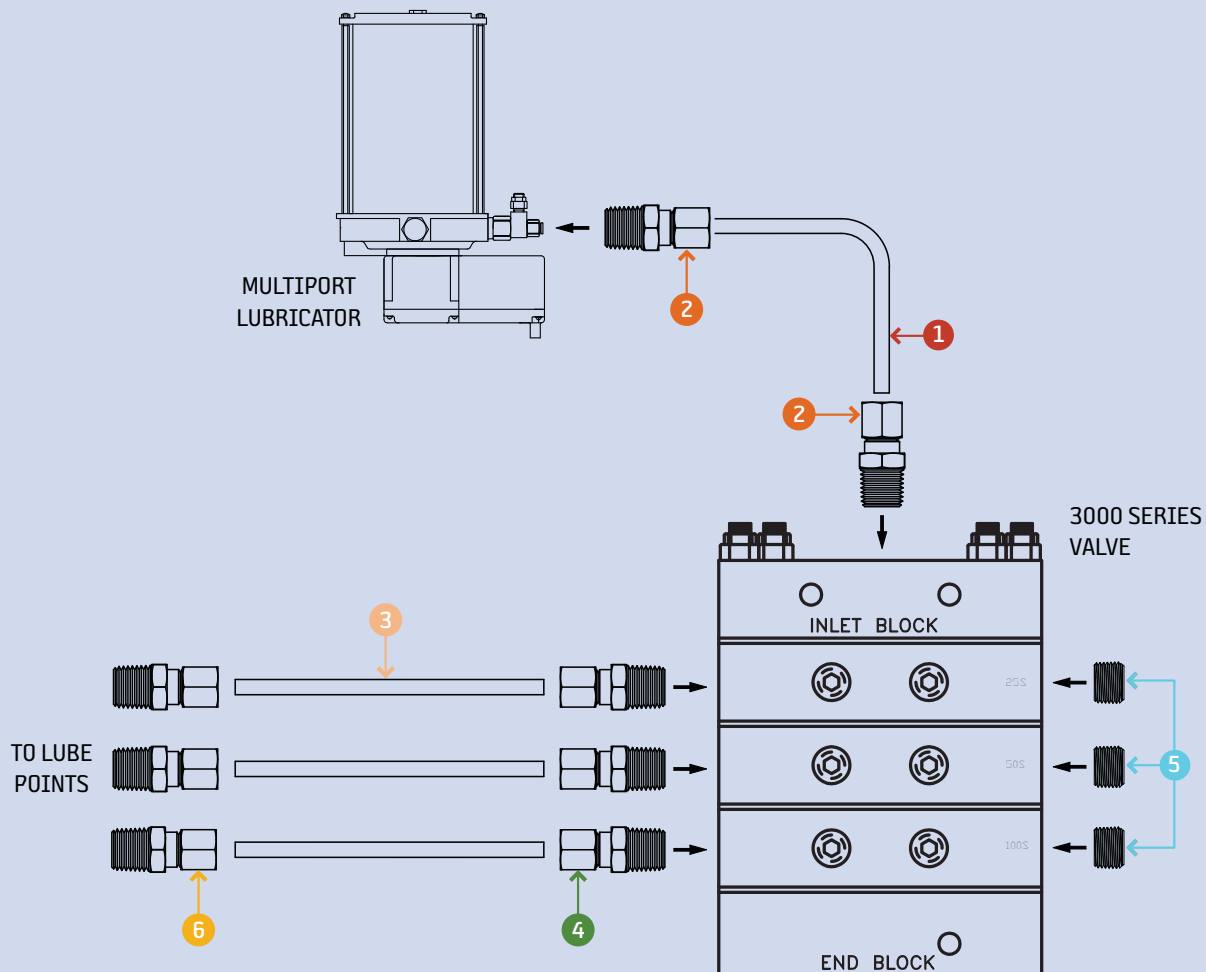 MULTIPORT
LUBRICATOR
2
1
2
3000 SERIES
VALVE
INLET BLOCK
3
TO LUBE
POINTS
5
6
4
END BLOCK